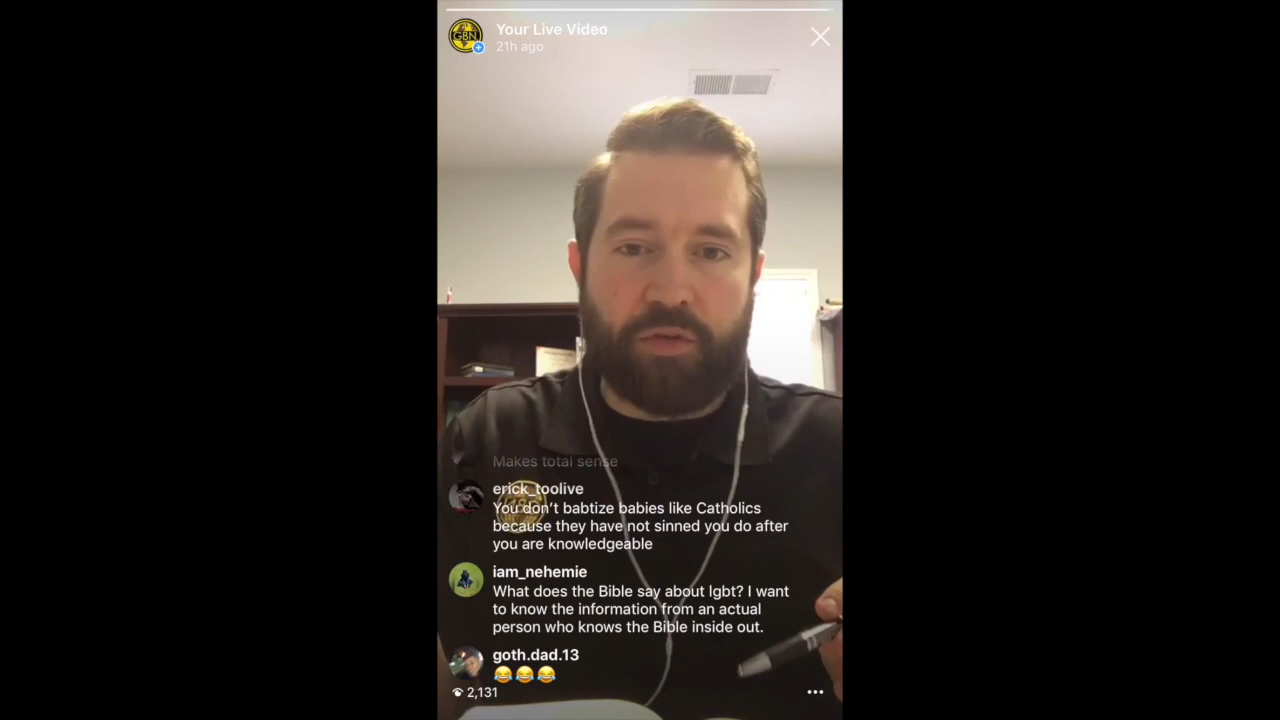 GBN
Your Live Video
21h ago
Makes total sense
erick_toolive
You don't babtize babies like Catholics
because they have not sinned you do after
you are knowledgeable
iam_nehemie
What does the Bible say about lgbt? I want
to know the information from an actual
person who knows the Bible inside out.
goth.dad.13
😂😂😂
2,131